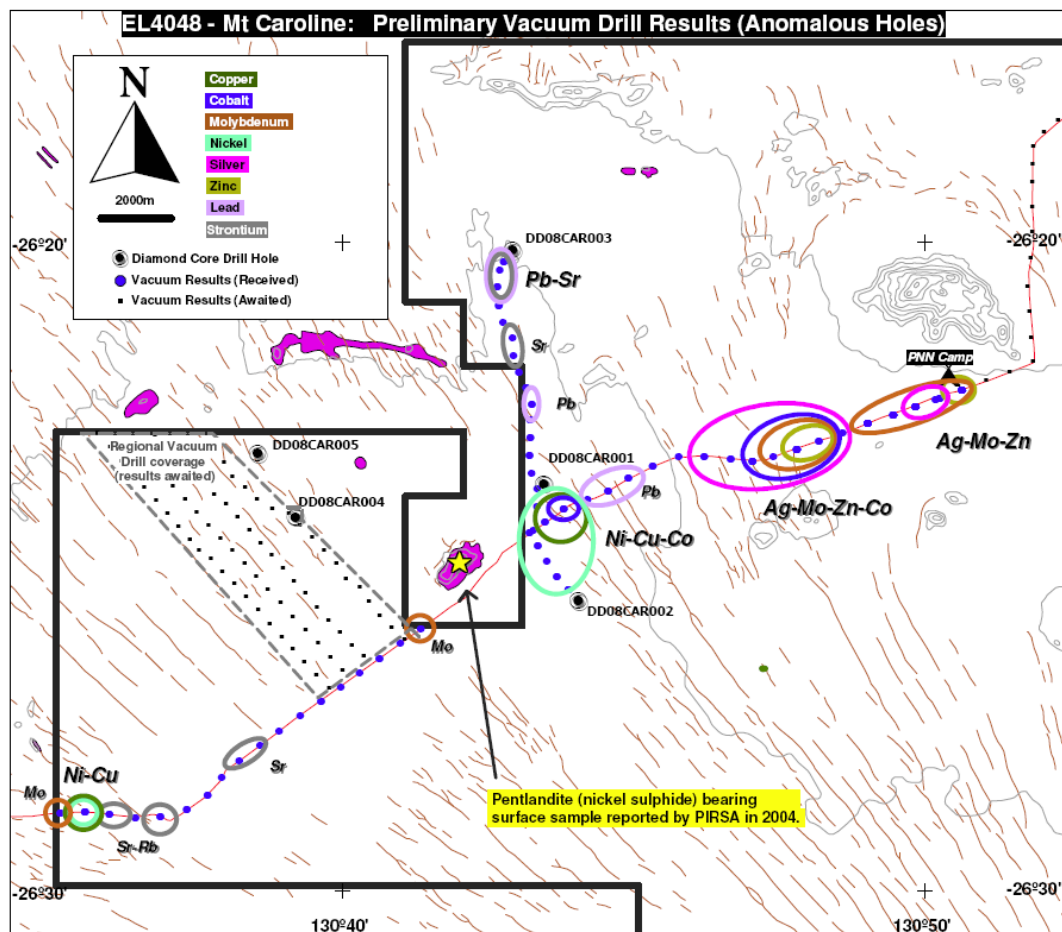 EL4048 - Mt Caroline:   Preliminary Vacuum Drill Results (Anomalous Holes)
N
2000m
Copper
Cobalt
Molybdenum
Nickel
Silver
Zinc
Lead
Strontium
Diamond Core Drill Hole
Vacuum Results (Received)
Vacuum Results (Awaited)
-26º20'
-26º20'
DD08CAR003
Pb-Sr
Sr
PNN Camp
Pb
Ag-Mo-Zn
Regional Vacuum
Drill coverage
(results awaited)
DD08CAR005
DD08CAR001
Pb
DD08CAR004
Ag-Mo-Zn-Co
Ni-Cu-Co
DD08CAR002
Mo
Sr
Ni-Cu
Mo
Pentlandite (nickel sulphide) bearing
surface sample reported by PIRSA in 2004.
Sr-Rb
-26º30'
-26º30'
130º40'
130º50'